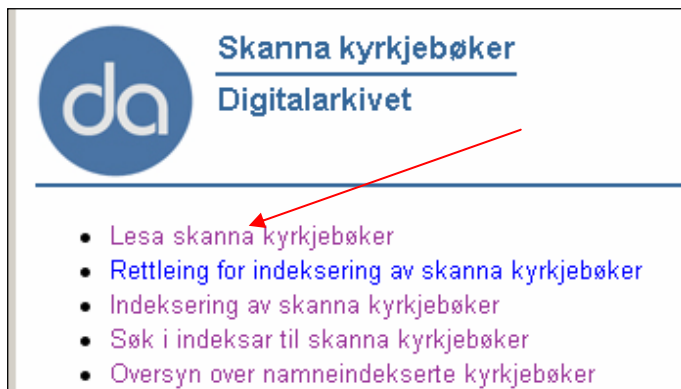 da
Skanna kyrkjebøker
Digitalarkivet
Lesa skanna kyrkjebøker
Rettleing for indeksering av skanna kyrkjebøker
Indeksering av skanna kyrkjebøker
Søk i indeksar til skanna kyrkjebøker
Oversyn over namneindekserte kyrkjebøker